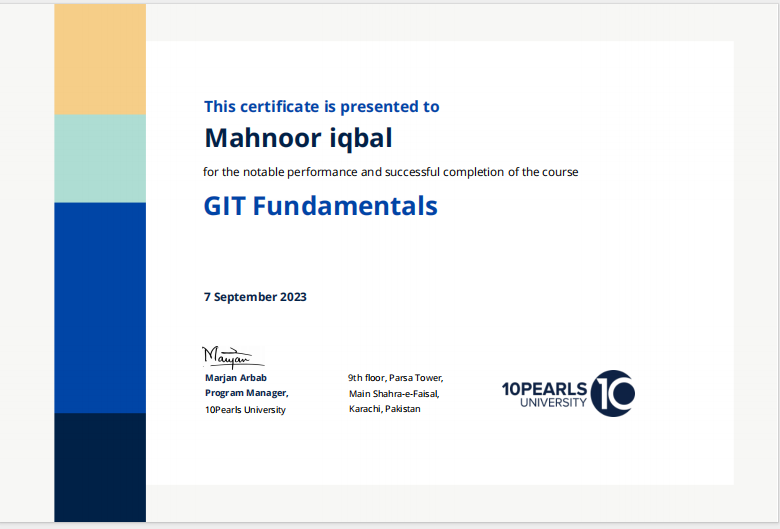 This certificate is presented to
Mahnoor iqbal
for the notable performance and successful completion of the course
GIT Fundamentals
7 September 2023
Marjan
Marjan Arbab
Program Manager,
10Pearls University
9th floor, Parsa Tower,
Main Shahra-e-Faisal,
Karachi, Pakistan
10PEARLS
UNIVERSITY
10